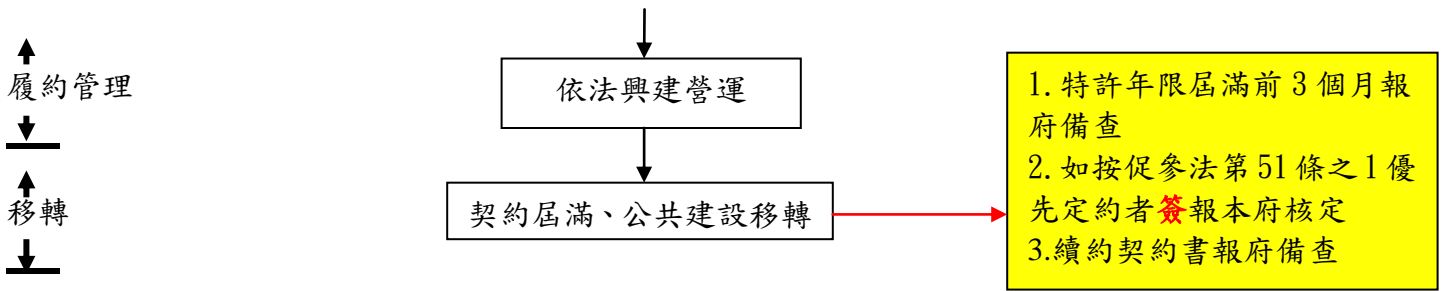 履約管理
依法興建營運
移轉
契約屆滿、公共建設移轉
1.特許年限屆滿前3個月報
府備查
2.如按促參法第51條之1優
先定約者簽報本府核定
3.續約契約書報府備查